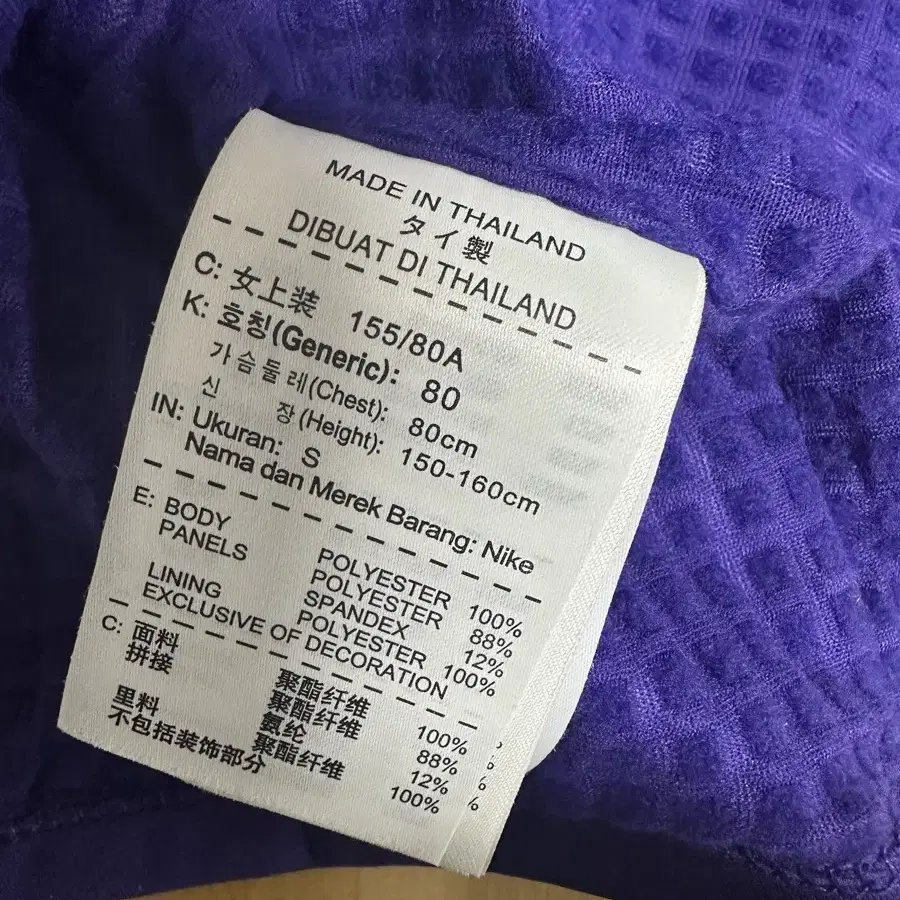 MADE IN THAILAND
タイ製
DIBUAT DI THAILAND
C: 女上装 155/80A
K: 호칭(Generic): 80
가슴둘레(Chest): 80cm
신 장(Height): 150-160cm
IN: Ukuran: S
Nama dan Merek Barang: Nike
E: BODY POLYESTER 100%
PANELS POLYESTER 88%
SPANDEX 12%
LINING POLYESTER 100%
EXCLUSIVE OF DECORATION
C: 面料 聚酯纤维 100%
拼接 聚酯纤维 88%
氨纶 12%
里料 聚酯纤维 100%
不包括装饰部分